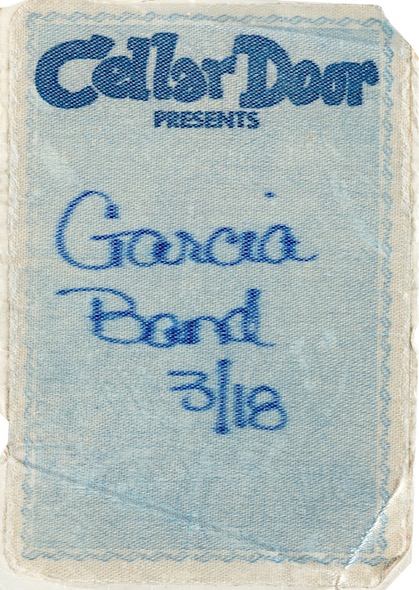 Cellar Door
PRESENTS
Garcia
Band
3/18